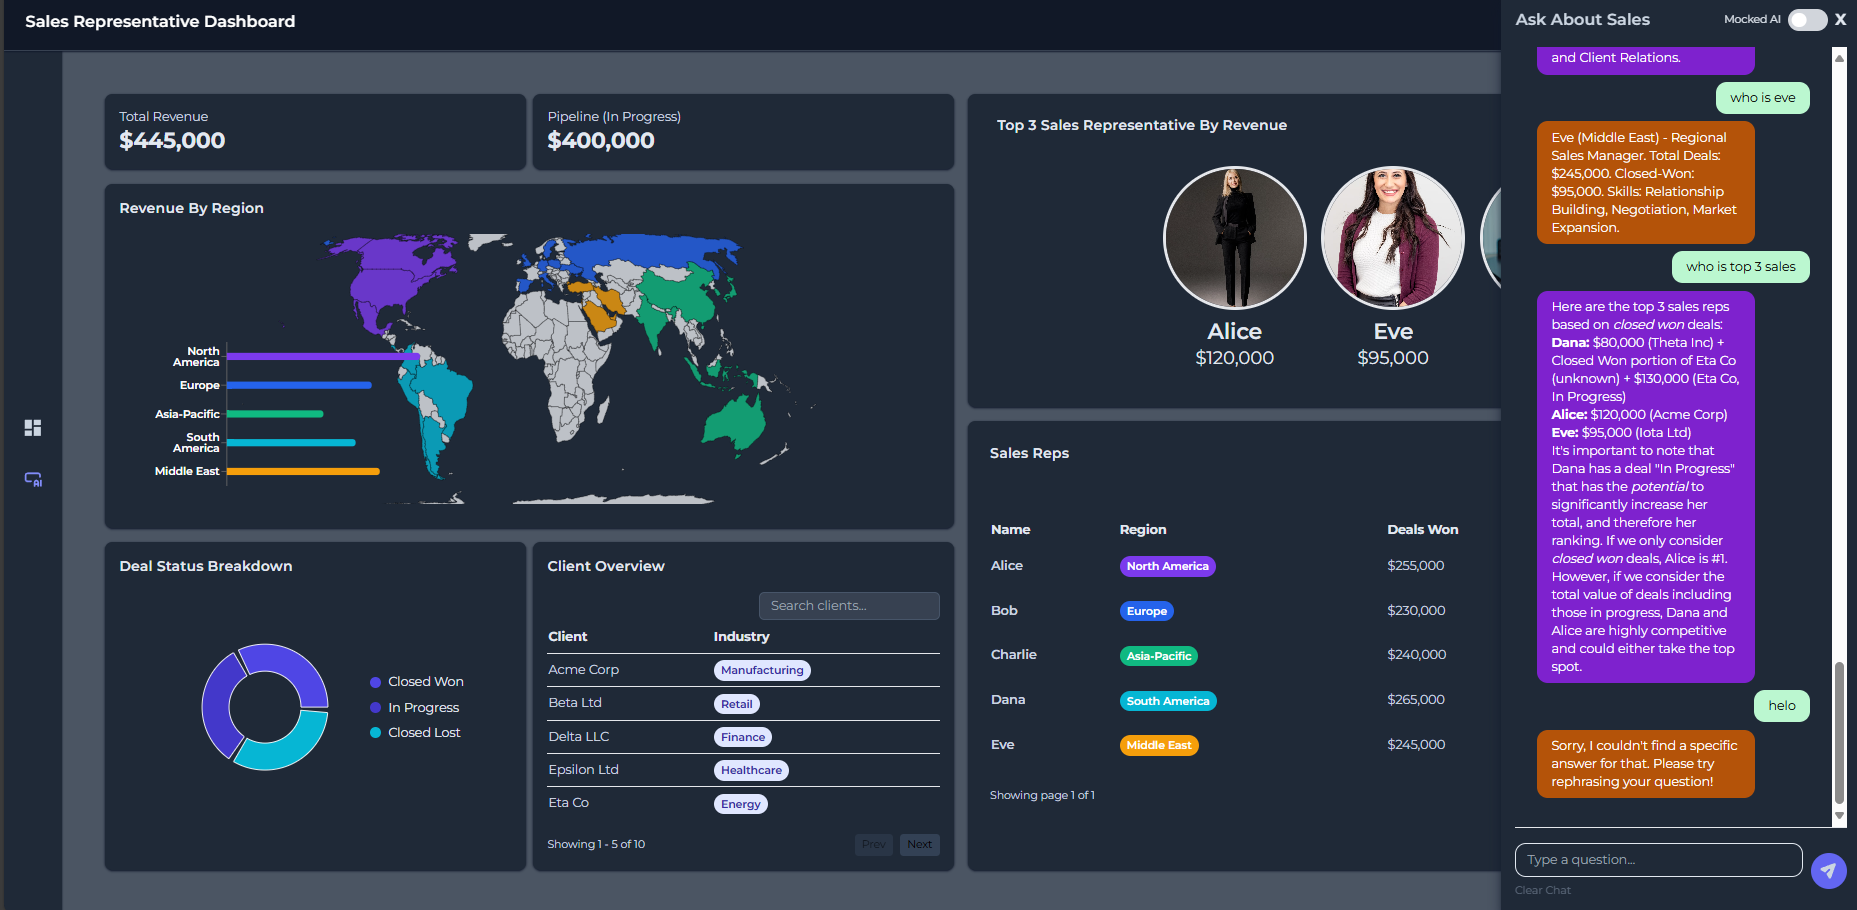 Sales Representative Dashboard
Total Revenue
$445,000
Pipeline (In Progress)
$400,000
Revenue By Region
North
America
Europe
Asia-Pacific
South
America
Middle East
Deal Status Breakdown
Closed Won
In Progress
Closed Lost
Client Overview
Search clients...
Client Industry
Acme Corp Manufacturing
Beta Ltd Retail
Delta LLC Finance
Epsilon Ltd Healthcare
Eta Co Energy
Showing 1 - 5 of 10 Prev Next
Top 3 Sales Representative By Revenue
Alice Eve
$120,000 $95,000
Sales Reps
Name Region Deals Won
Alice North America $255,000
Bob Europe $230,000
Charlie Asia-Pacific $240,000
Dana South America $265,000
Eve Middle East $245,000
Showing page 1 of 1
Ask About Sales Mocked AI X
and Client Relations.
who is eve
Eve (Middle East) - Regional
Sales Manager. Total Deals:
$245,000. Closed-Won:
$95,000. Skills: Relationship
Building, Negotiation, Market
Expansion.
who is top 3 sales
Here are the top 3 sales reps
based on closed won deals:
Dana: $80,000 (Theta Inc) +
Closed Won portion of Eta Co
(unknown) + $130,000 (Eta Co,
In Progress)
Alice: $120,000 (Acme Corp)
Eve: $95,000 (Iota Ltd)
It's important to note that
Dana has a deal "In Progress"
that has the potential to
significantly increase her
total, and therefore her
ranking. If we only consider
closed won deals, Alice is #1.
However, if we consider the
total value of deals including
those in progress, Dana and
Alice are highly competitive
and could either take the top
spot.
helo
Sorry, I couldn't find a specific
answer for that. Please try
rephrasing your question!
Type a question...
Clear Chat
AI